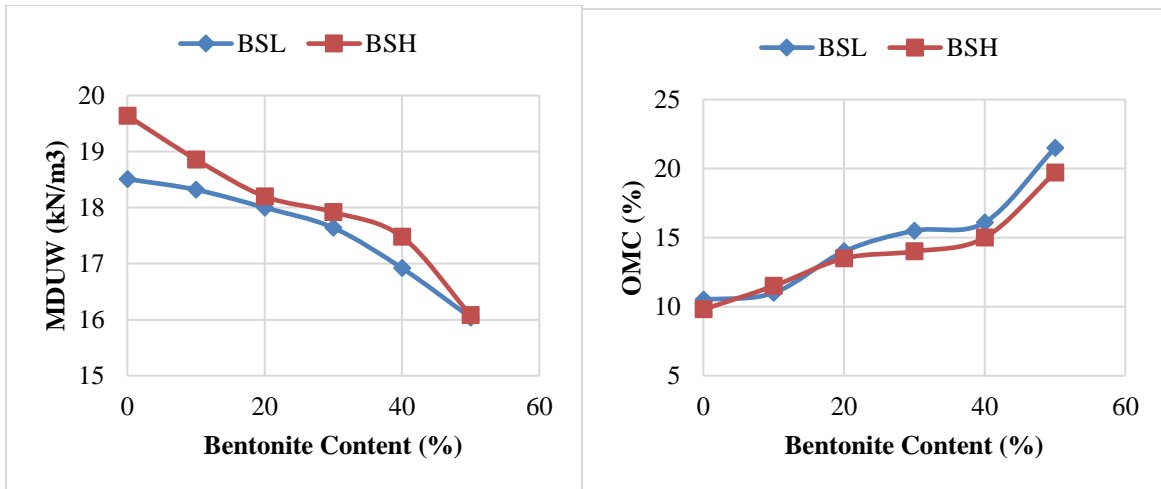 BSL BSH
MDUW (kN/m3)
20
19
18
17
16
15
0 20 40 60
Bentonite Content (%)
BSL BSH
OMC (%)
25
20
15
10
5
0 20 40 60
Bentonite Content (%)